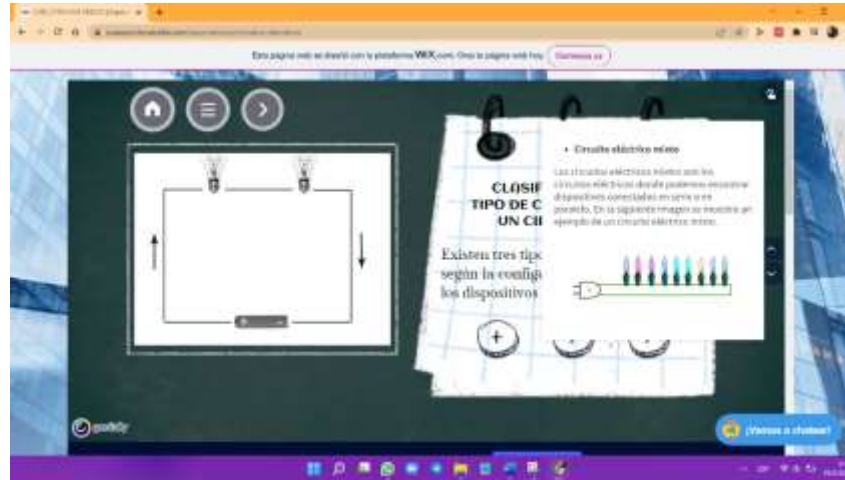 Esta página web se diseñó con la plataforma WIX.com. Crea tu página web hoy. Comienza ya
• Circuito eléctrico mixto
Los circuitos eléctricos mixtos son los
circuitos eléctricos donde podemos encontrar
dispositivos conectados en serie o en
paralelo. En la siguiente imagen se muestra un
ejemplo de un circuito eléctrico mixto.
CLASIF
TIPO DE C
UN CI
Existen tres tip
según la config
los dispositivos
genially
¡Vamos a chatear!